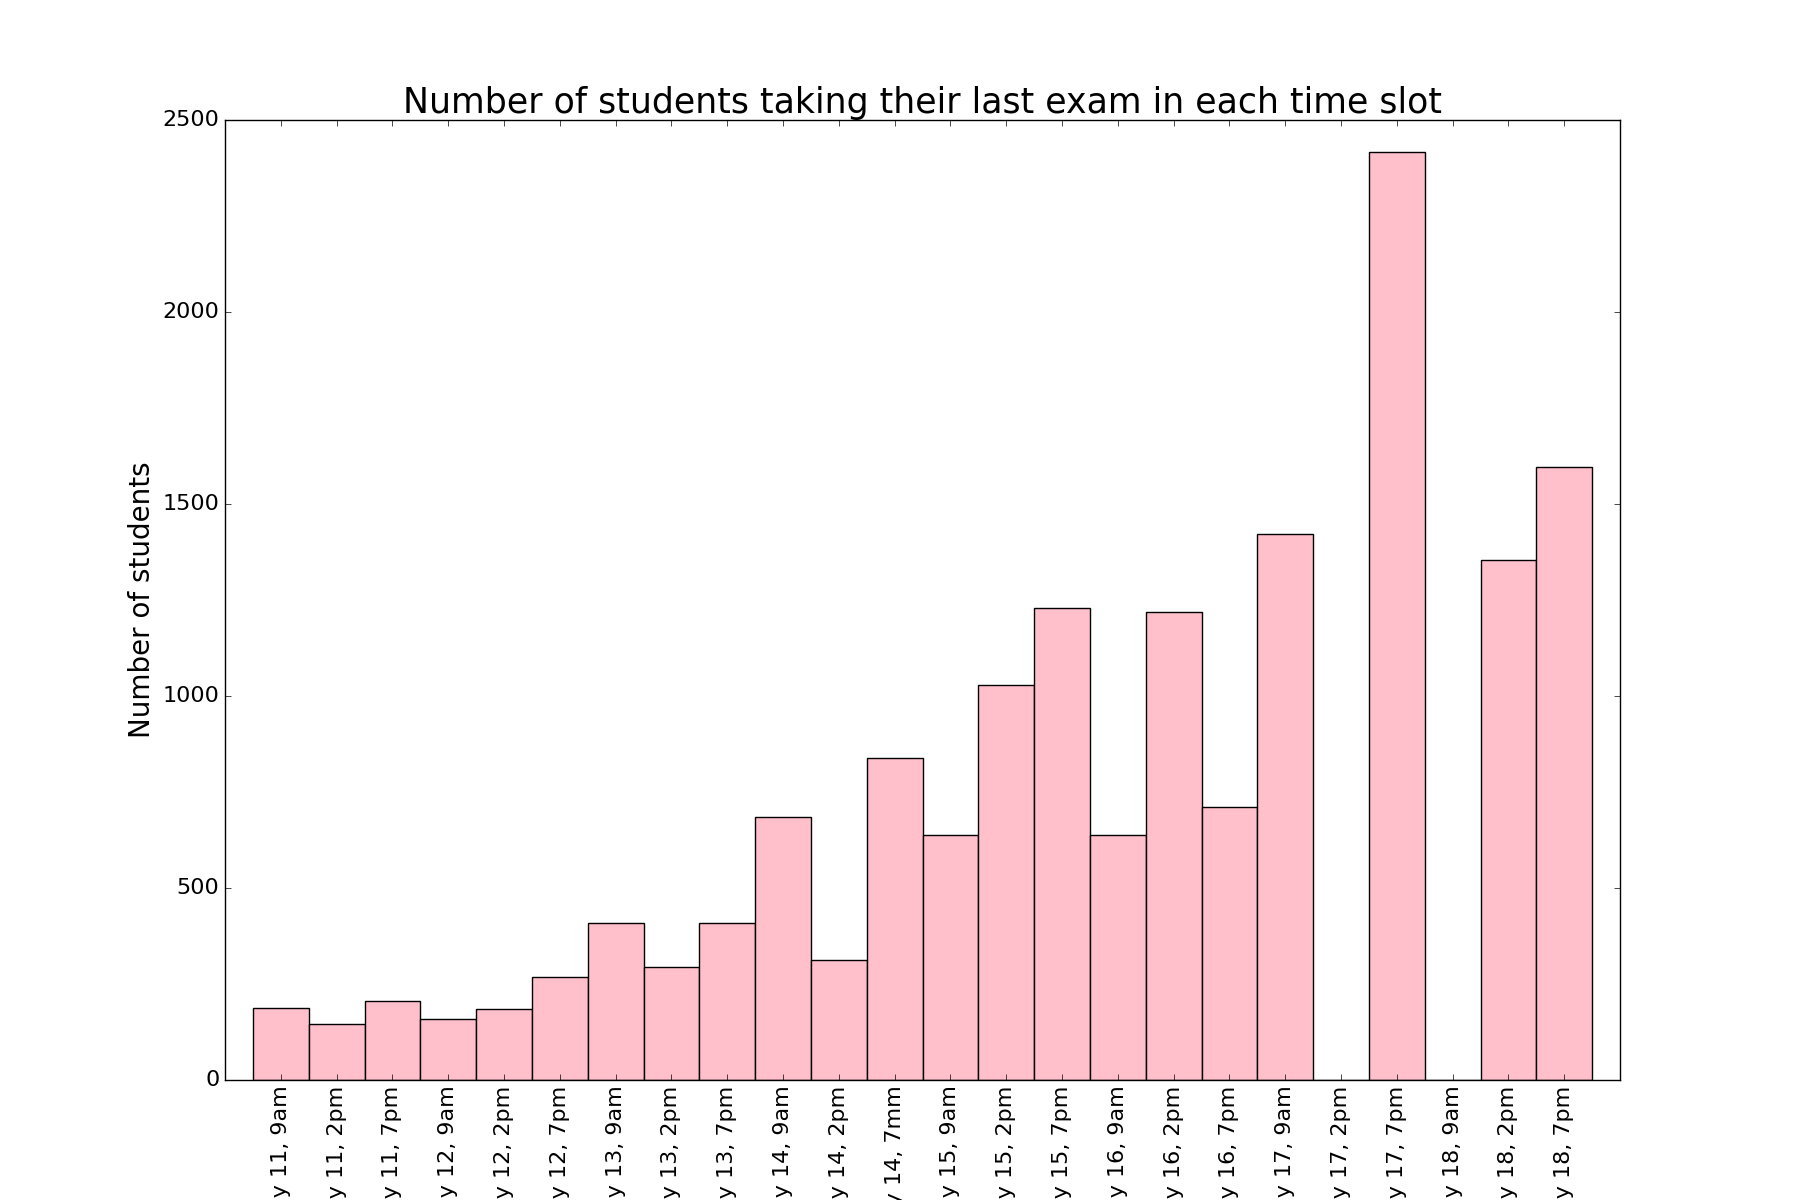 Number of students taking their last exam in each time slot
Number of students
2500
2000
1500
1000
500
0
y 11, 9am
y 11, 2pm
y 11, 7pm
y 12, 9am
y 12, 2pm
y 12, 7pm
y 13, 9am
y 13, 2pm
y 13, 7pm
y 14, 9am
y 14, 2pm
y 14, 7mm
y 15, 9am
y 15, 2pm
y 15, 7pm
y 16, 9am
y 16, 2pm
y 16, 7pm
y 17, 9am
y 17, 2pm
y 17, 7pm
y 18, 9am
y 18, 2pm
y 18, 7pm